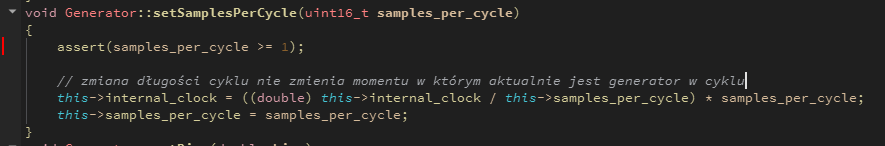 void Generator::setSamplesPerCycle(uint16_t samples_per_cycle)
{
assert(samples_per_cycle >= 1);
// zmiana długości cyklu nie zmienia momentu w którym aktualnie jest generator w cyklu
this->internal_clock = ((double) this->internal_clock / this->samples_per_cycle) * samples_per_cycle;
this->samples_per_cycle = samples_per_cycle;
}